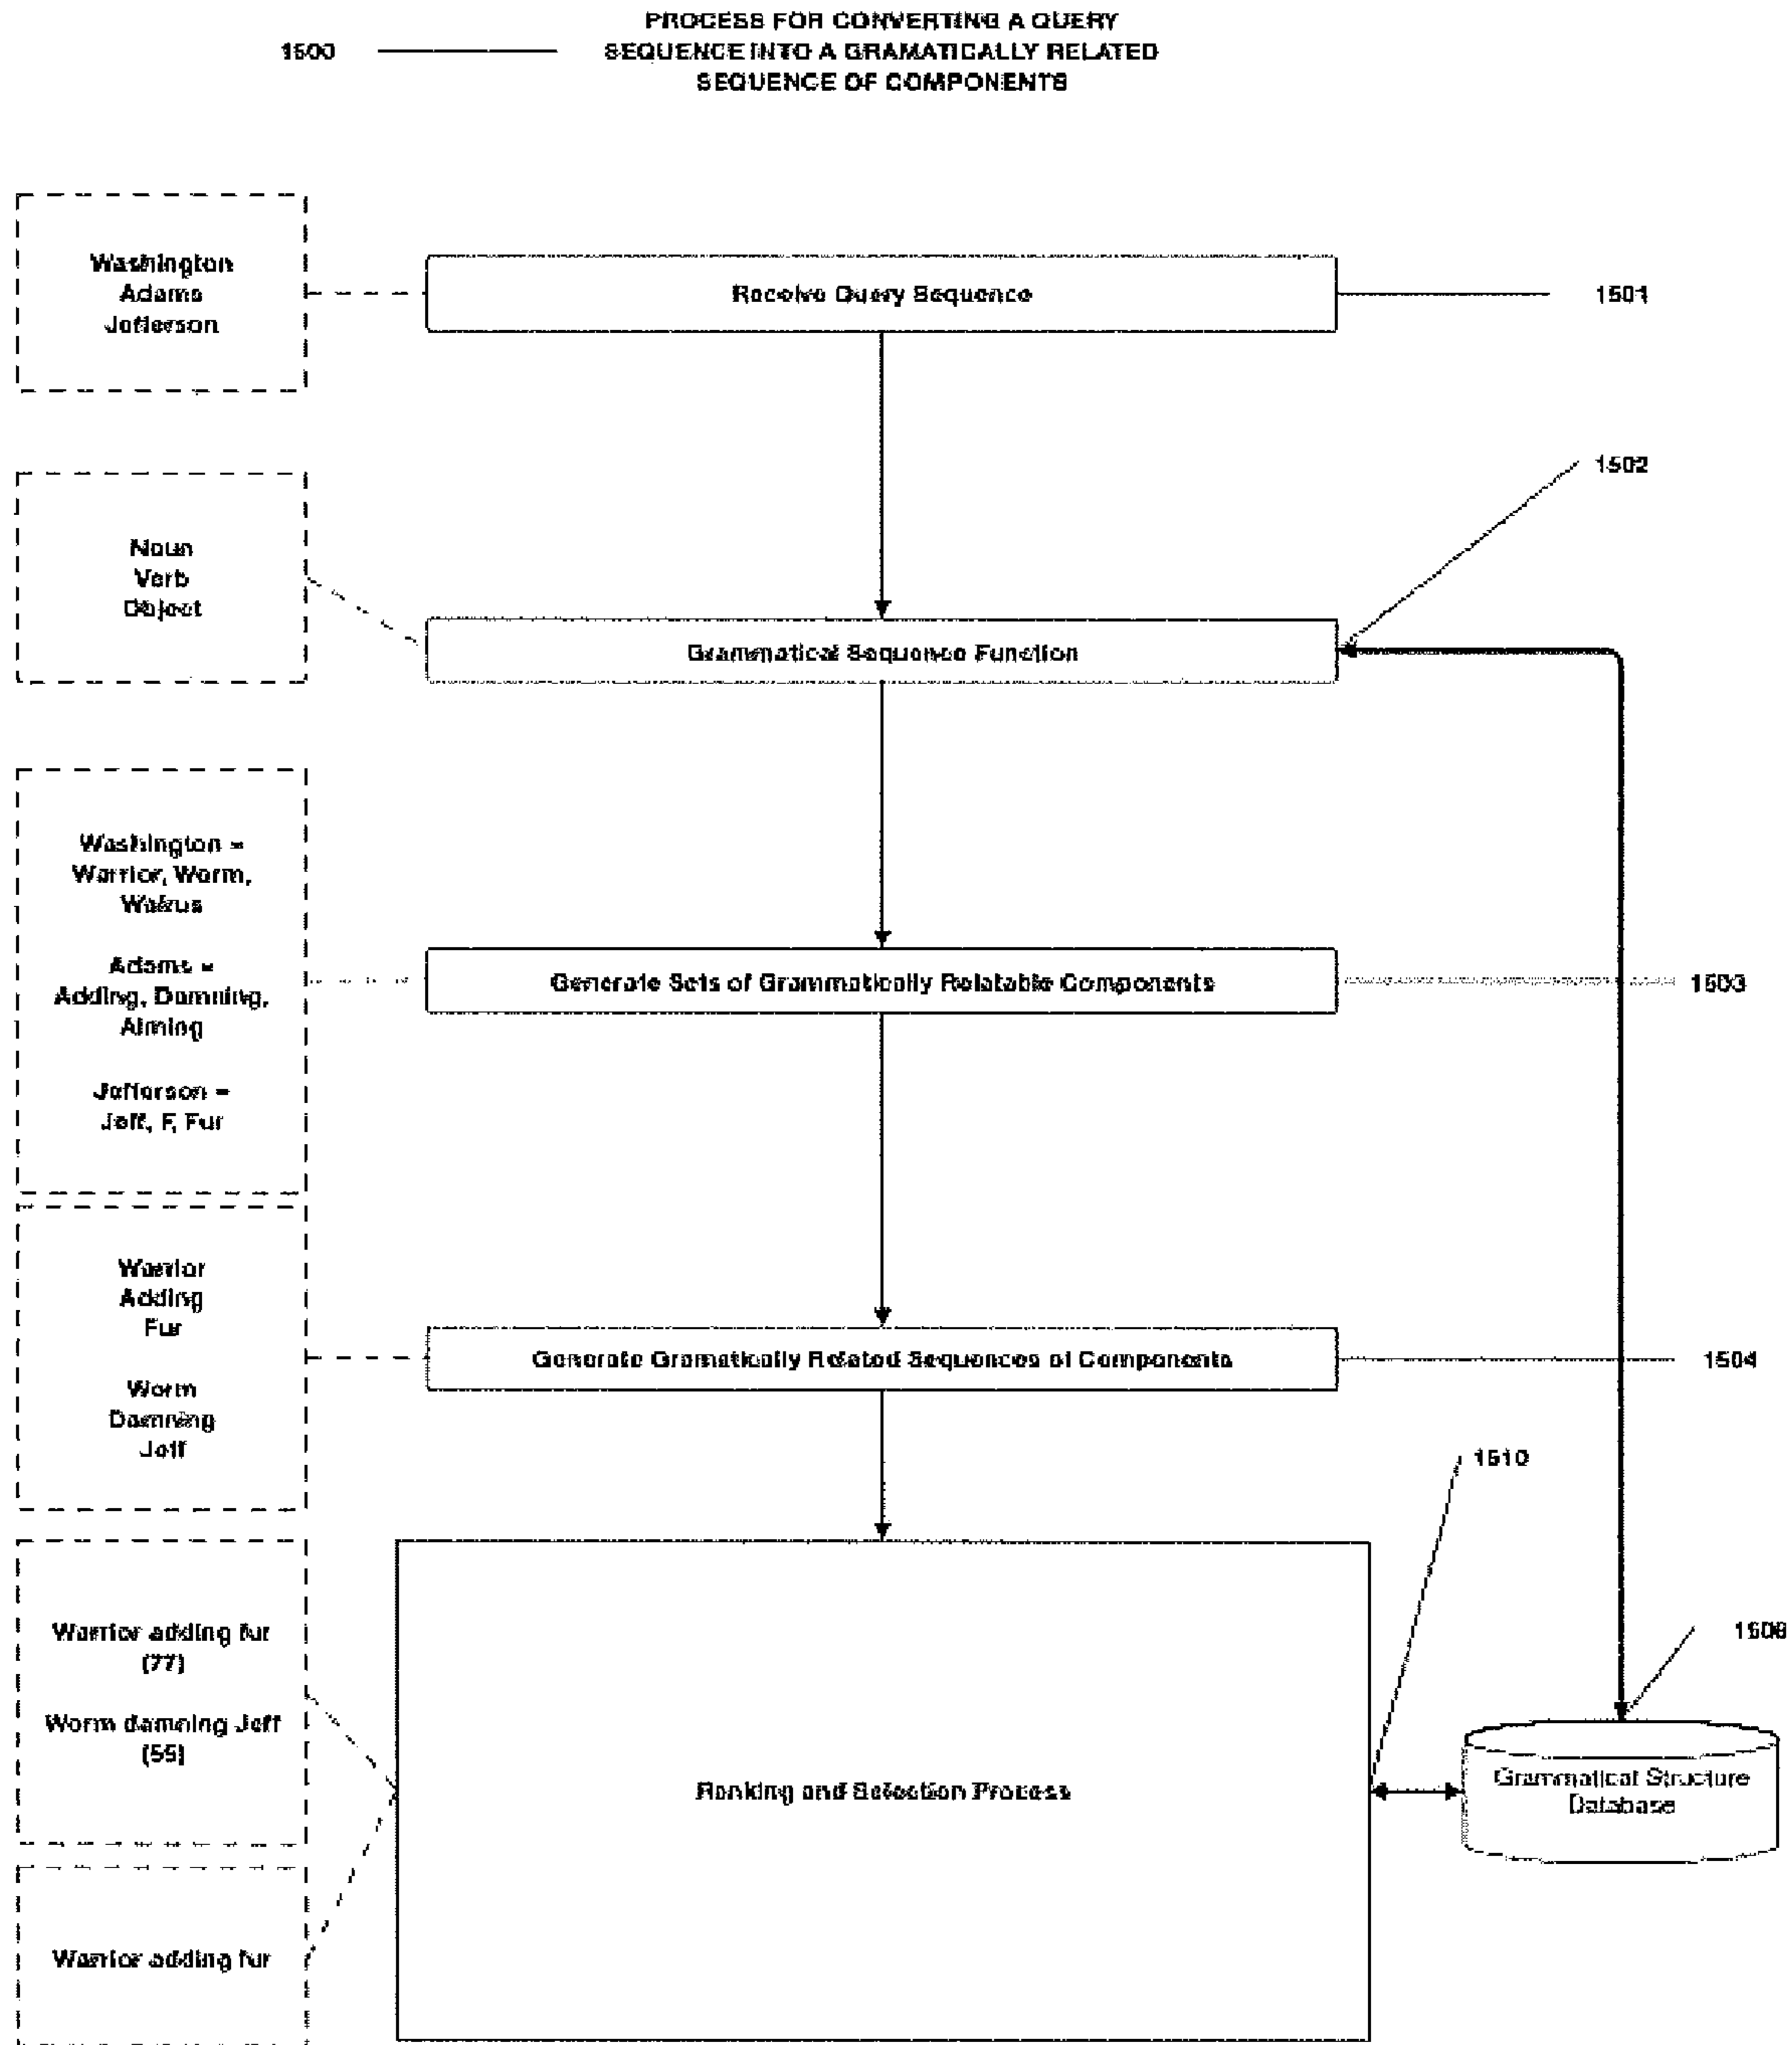 PROCESS FOR CONVERTING A QUERY
1500 SEQUENCE INTO A GRAMATICALLY RELATED
SEQUENCE OF COMPONENTS
Washington
Adams
Jefferson
Receive Query Sequence
1501
1502
Noun
Verb
Object
Grammatical Sequence Function
Washington =
Warrior, Worm,
Walrus
Adams =
Adding, Damning,
Aiming
Jefferson =
Jeff, F, Fur
Generate Sets of Grammatically Relatable Components
1503
Warrior
Adding
Fur
Worm
Damning
Jeff
Generate Gramatically Related Sequences of Components
1504
1510
Warrior adding fur
(77)
Worm damning Jeff
(55)
Warrior adding fur
Ranking and Selection Process
Grammatical Structure
Database